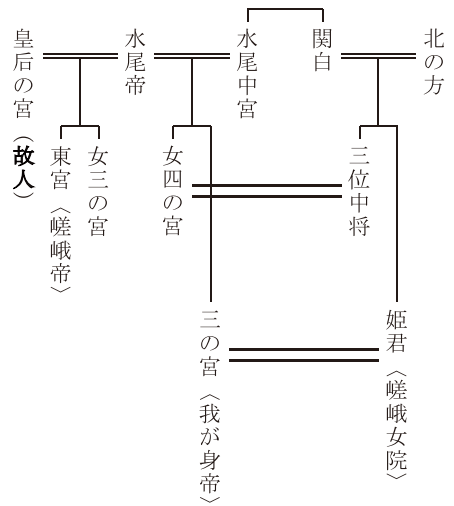 北の方
関白
水尾中宮
水尾帝
皇后の宮（故人）
三位中将
女四の宮
女三の宮
東宮〈嵯峨帝〉
姫君〈嵯峨女院〉
三の宮〈我が身帝〉